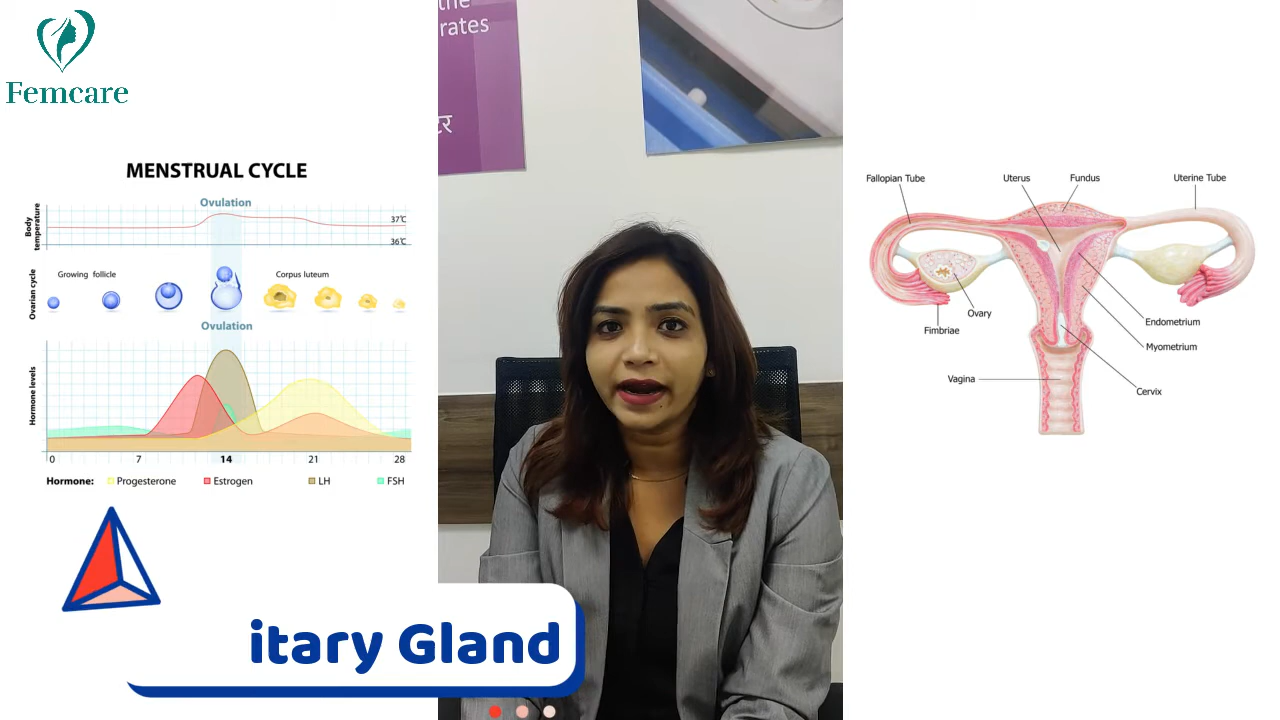 Femcare
MENSTRUAL CYCLE
Ovulation
Body temperature
37°C
36°C
Ovarian cycle
Growing follicle
Corpus luteum
Ovulation
Hormone levels
0 7 14 21 28
Hormone: Progesterone Estrogen LH FSH
itary Gland
the
rates
टर
Fallopian Tube
Uterus
Fundus
Uterine Tube
Ovary
Fimbriae
Endometrium
Myometrium
Vagina
Cervix